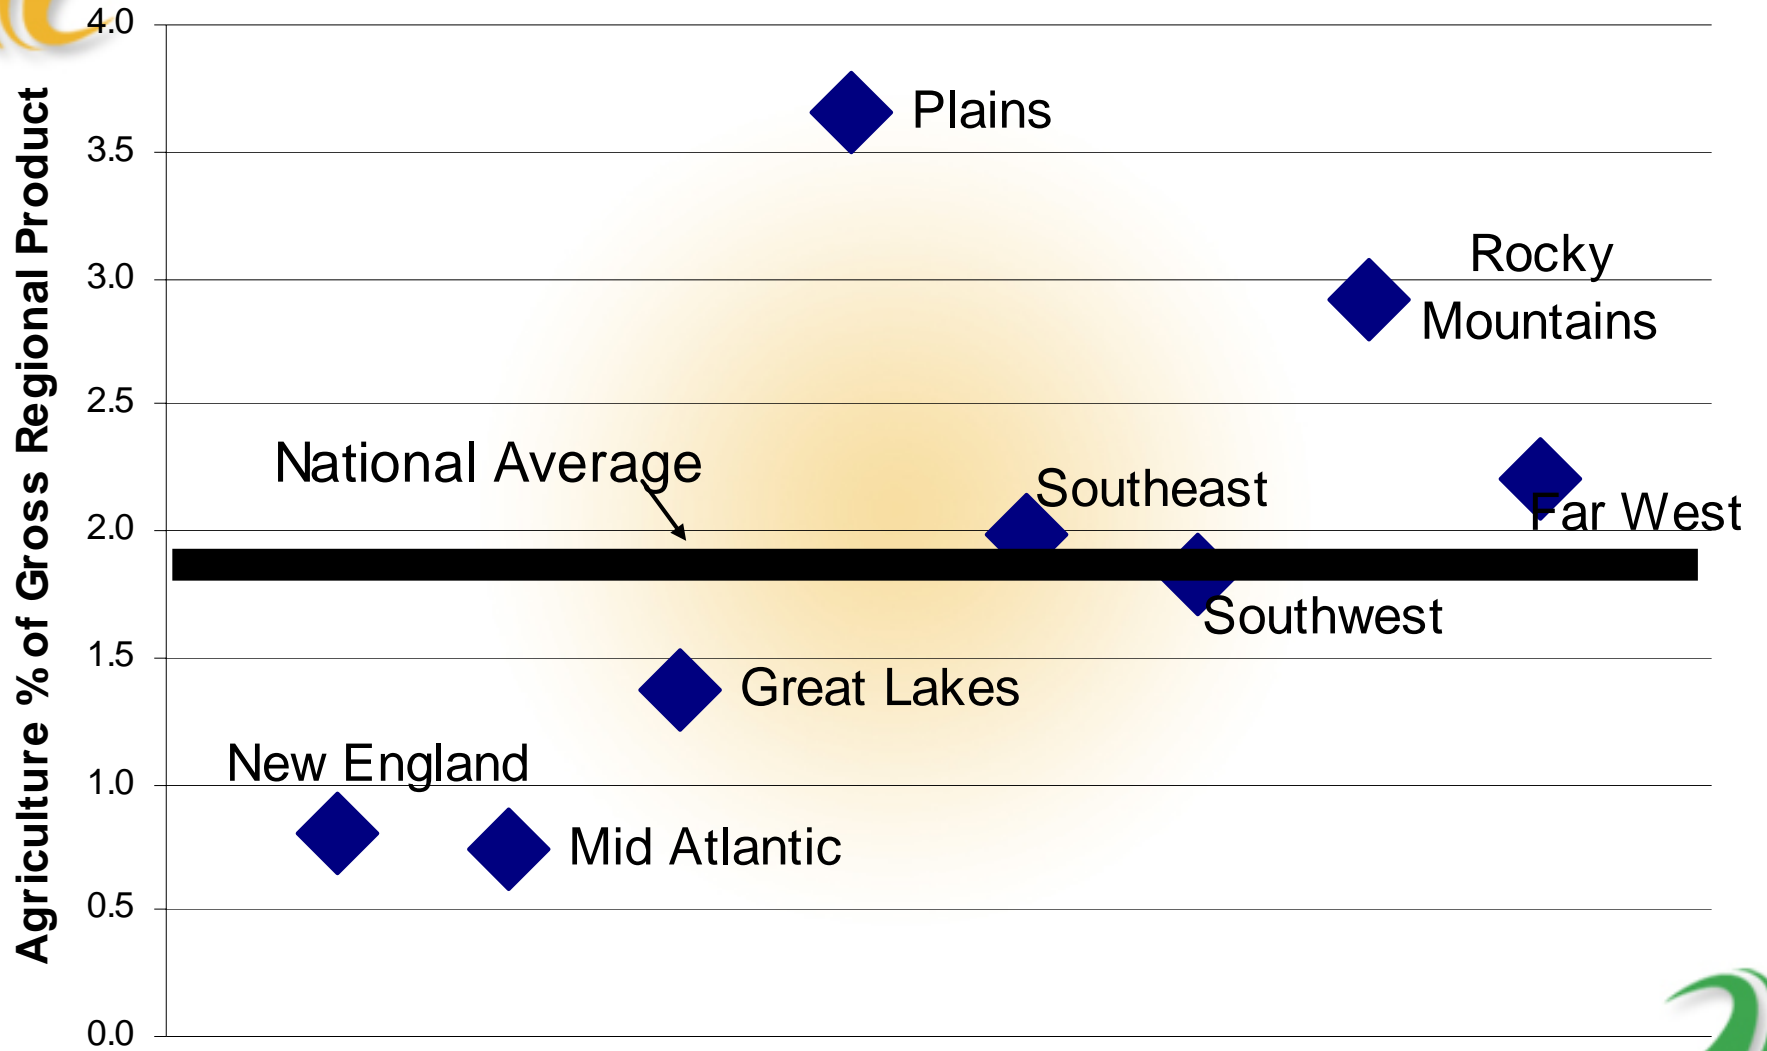 Agriculture % of Gross Regional Product
4.0
3.5
3.0
2.5
2.0
1.5
1.0
0.5
0.0
Plains
Rocky
Mountains
National Average
Southeast
Far West
Southwest
Great Lakes
New England
Mid Atlantic